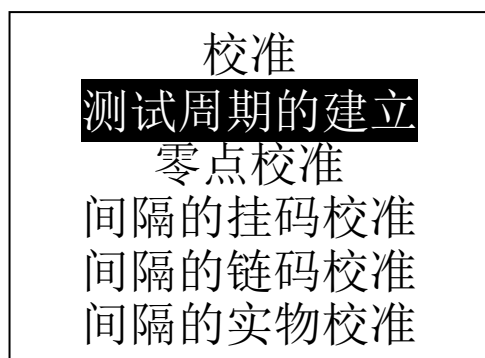 校准
测试周期的建立
零点校准
间隔的挂码校准
间隔的链码校准
间隔的实物校准